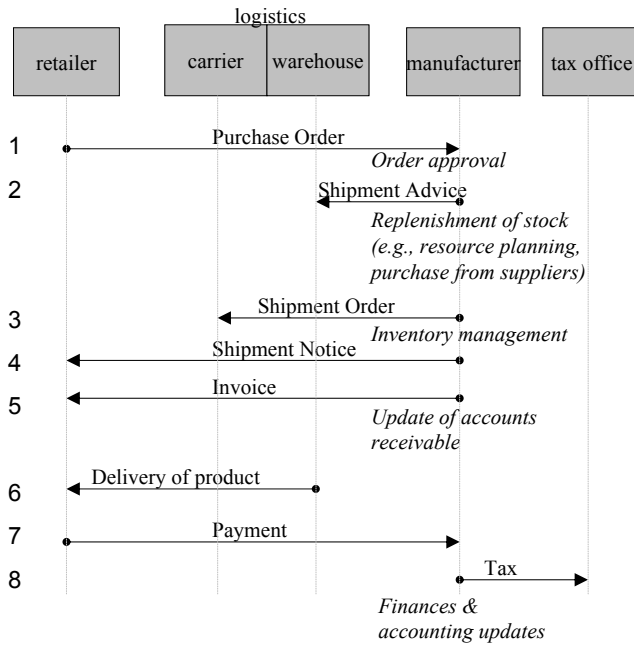 logistics
retailer
carrier
warehouse
manufacturer
tax office
1
Purchase Order
Order approval
2
Shipment Advice
Replenishment of stock
(e.g., resource planning,
purchase from suppliers)
3
Shipment Order
Inventory management
4
Shipment Notice
5
Invoice
Update of accounts
receivable
6
Delivery of product
7
Payment
8
Tax
Finances &
accounting updates